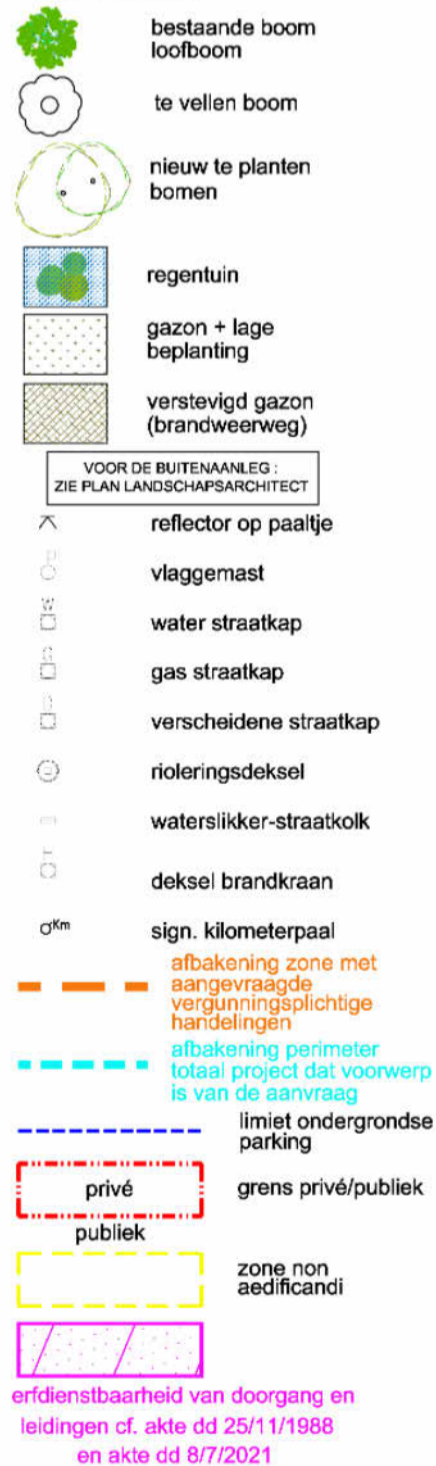 bestaande boom
loofboom
te vellen boom
nieuw te planten
bomen
regentuin
gazon + lage
beplanting
verstevigd gazon
(brandweerweg)
VOOR DE BUITENAANLEG :
ZIE PLAN LANDSCHAPSARCHITECT
reflector op paaltje
P
vlaggemast
W
water straatkap
G
gas straatkap
verscheidene straatkap
rioleringsdeksel
waterslikker-straatkolk
deksel brandkraan
Km
sign. kilometerpaal
afbakening zone met
aangevraagde
vergunningsplichtige
handelingen
afbakening perimeter
totaal project dat voorwerp
is van de aanvraag
limiet ondergrondse
parking
privé
grens privé/publiek
publiek
zone non
aedificandi
erfdienstbaarheid van doorgang en
leidingen cf. akte dd 25/11/1988
en akte dd 8/7/2021